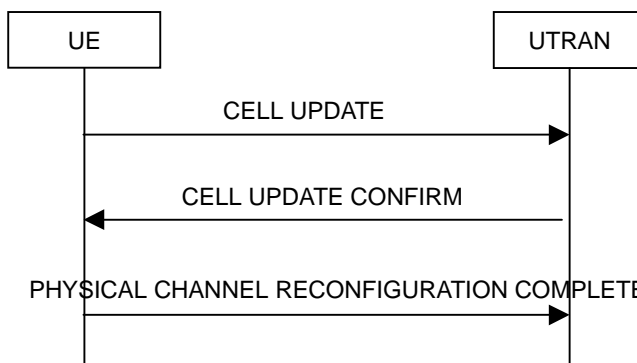 UE
UTRAN
CELL UPDATE
CELL UPDATE CONFIRM
PHYSICAL CHANNEL RECONFIGURATION COMPLETE